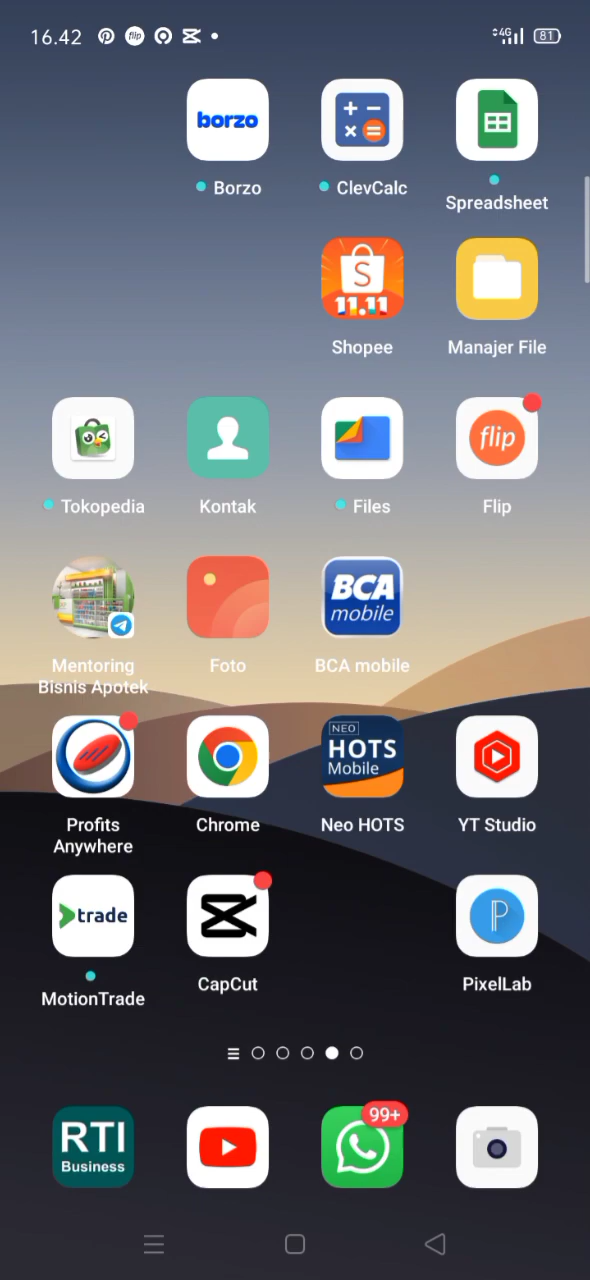 16.42
flip
4G
81
borzo
Borzo
ClevCalc
Spreadsheet
S
11.11
Shopee
Manajer File
Tokopedia
Kontak
Files
flip
Flip
Mentoring
Bisnis Apotek
Foto
BCA
mobile
BCA mobile
Profits
Anywhere
Chrome
NEO
HOTS
Mobile
Neo HOTS
YT Studio
trade
MotionTrade
CapCut
P
PixelLab
RTI
Business
99+